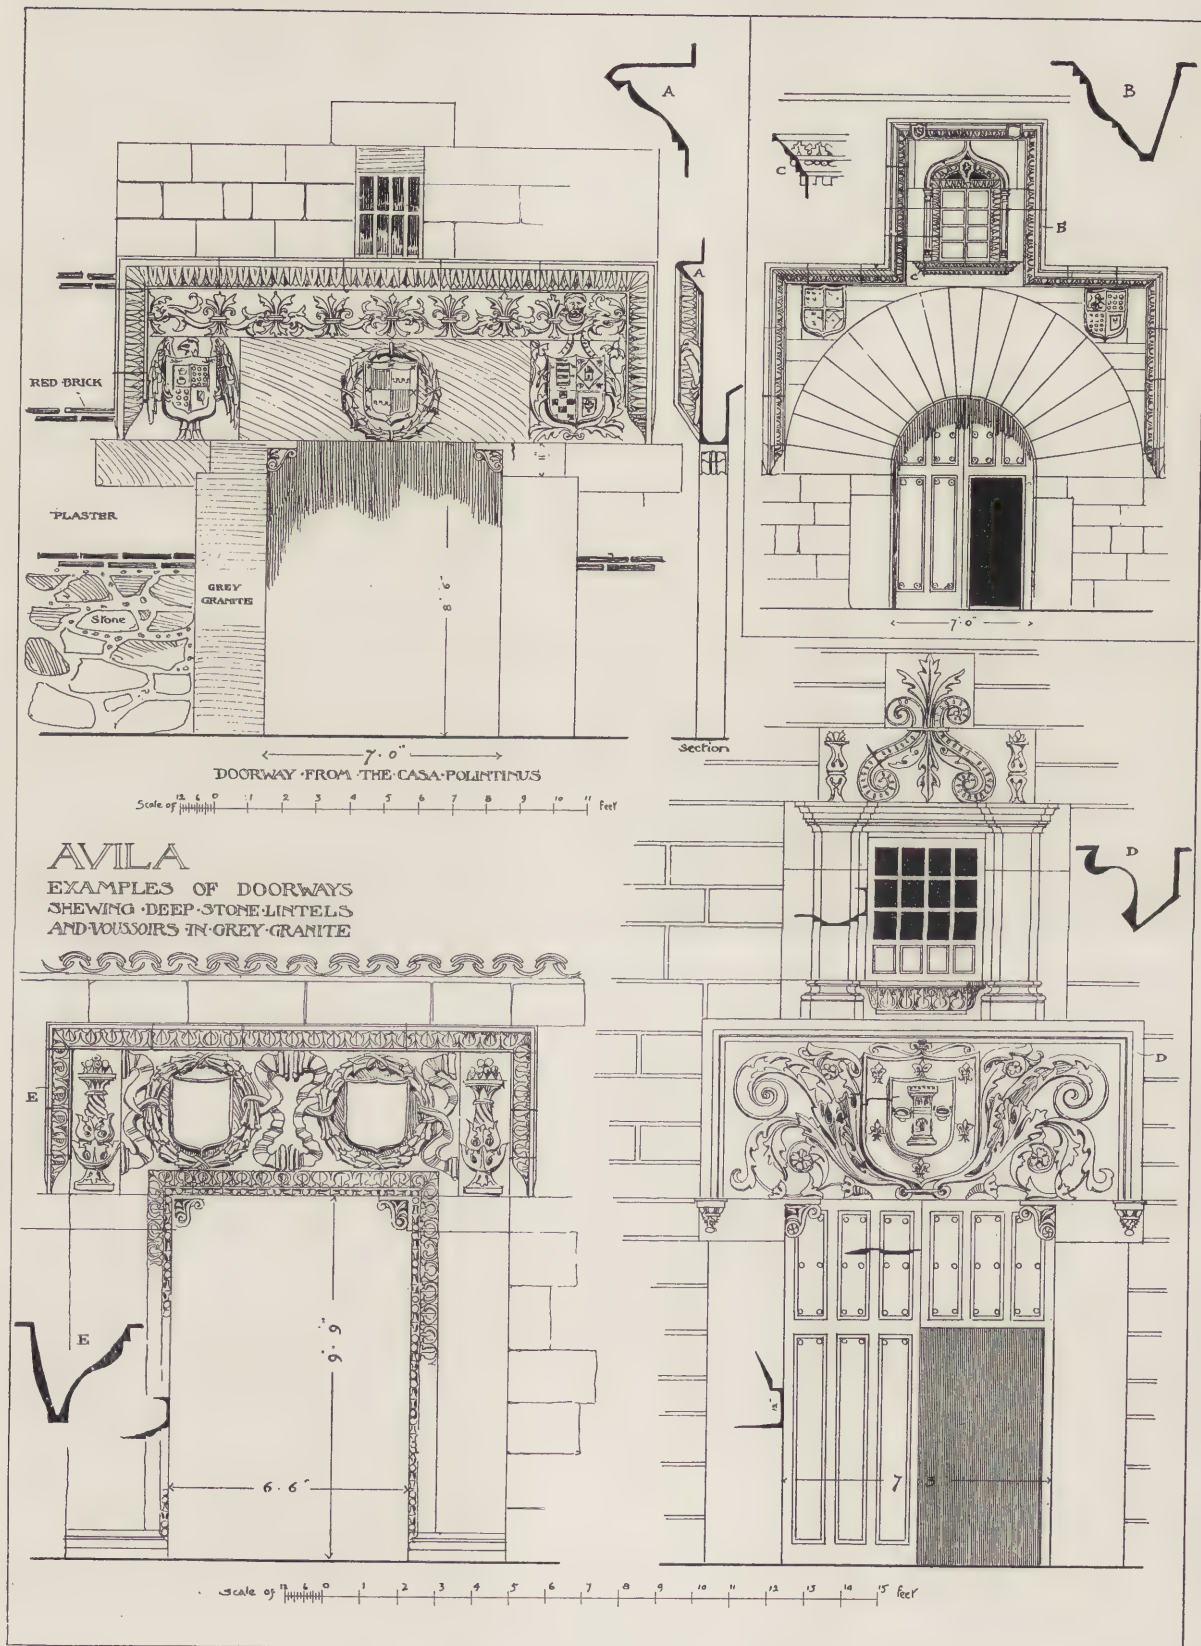 A
B
C
B
C
A
RED·BRICK
PLASTER
GREY
GRANITE
Stone
8·6"
7·0"
7·0"
section
DOORWAY·FROM·THE·CASA·POLINTINUS
Scale of 12 6 0 1 2 3 4 5 6 7 8 9 10 11 Feet
AVILA
EXAMPLES OF DOORWAYS
SHEWING·DEEP·STONE·LINTELS
AND·VOUSSOIRS·IN·GREY·GRANITE
D
D
E
E
9·9"
6·6"
12"
7 3
scale of 12 6 0 1 2 3 4 5 6 7 8 9 10 11 12 13 14 15 feet